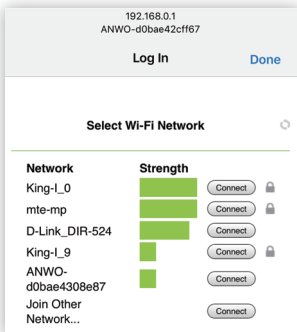 192.168.0.1
ANWO-d0bae42cff67
Log In Done
Select Wi-Fi Network
Network Strength
King-I_0 Connect
mte-mp Connect
D-Link_DIR-524 Connect
King-I_9 Connect
ANWO-
d0bae4308e87 Connect
Join Other
Network... Connect